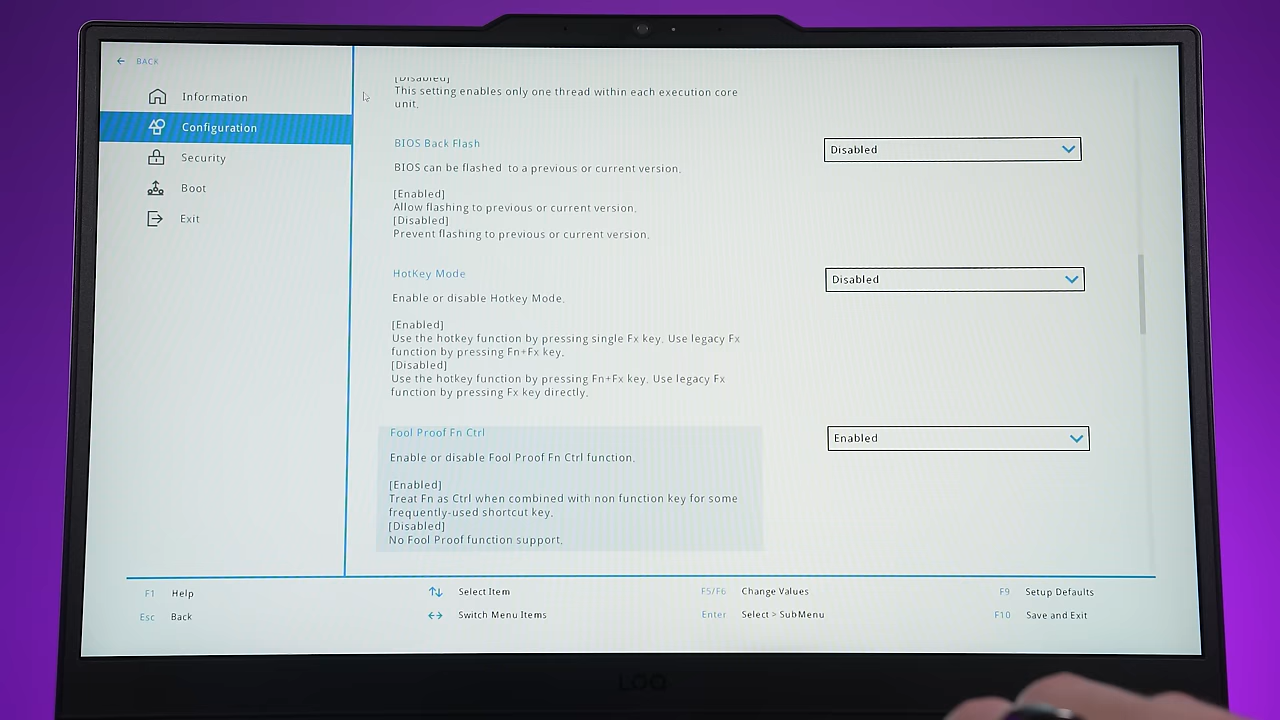 BACK
Information
Configuration
Security
Boot
Exit
[Disabled]
This setting enables only one thread within each execution core
unit.
BIOS Back Flash
Disabled
BIOS can be flashed to a previous or current version.
[Enabled]
Allow flashing to previous or current version.
[Disabled]
Prevent flashing to previous or current version.
HotKey Mode
Disabled
Enable or disable Hotkey Mode.
[Enabled]
Use the hotkey function by pressing single Fx key. Use legacy Fx
function by pressing Fn+Fx key.
[Disabled]
Use the hotkey function by pressing Fn+Fx key. Use legacy Fx
function by pressing Fx key directly.
Fool Proof Fn Ctrl
Enabled
Enable or disable Fool Proof Fn Ctrl function.
[Enabled]
Treat Fn as Ctrl when combined with non function key for some
frequently-used shortcut key.
[Disabled]
No Fool Proof function support.
F1 Help
Select Item
F5/F6 Change Values
F9 Setup Defaults
Esc Back
Switch Menu Items
Enter Select > SubMenu
F10 Save and Exit
LOQ